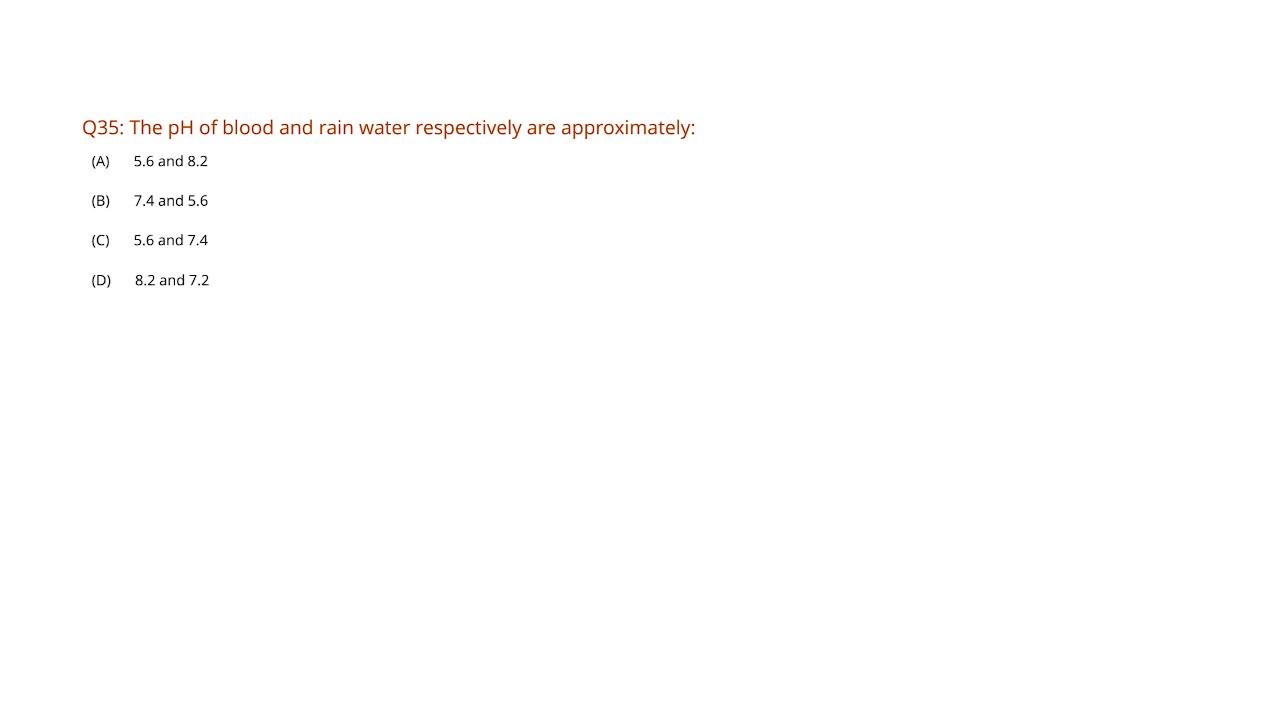 Q35: The pH of blood and rain water respectively are approximately:
(A) 5.6 and 8.2
(B) 7.4 and 5.6
(C) 5.6 and 7.4
(D) 8.2 and 7.2